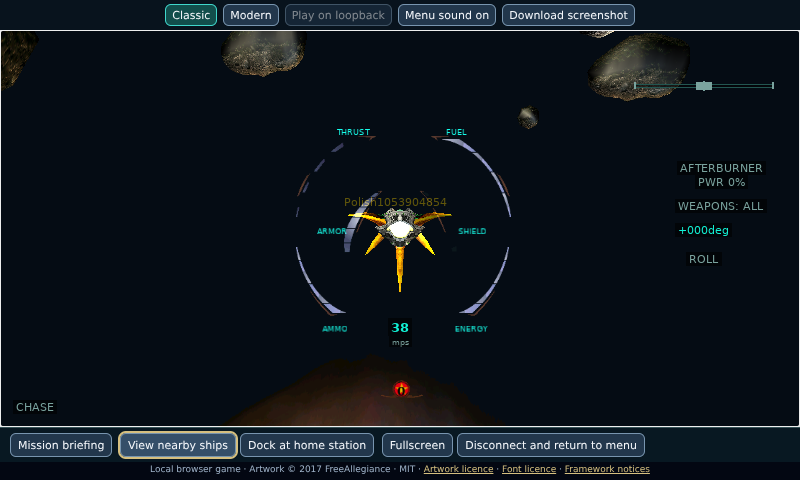 Classic Modern Play on loopback Menu sound on Download screenshot
THRUST FUEL
AFTERBURNER
PWR 0%
Polish1053904854
WEAPONS: ALL
ARMOR SHIELD +000deg
ROLL
AMMO 38 ENERGY
mps
CHASE
Mission briefing View nearby ships Dock at home station Fullscreen Disconnect and return to menu
Local browser game · Artwork © 2017 FreeAllegiance · MIT · Artwork licence · Font licence · Framework notices